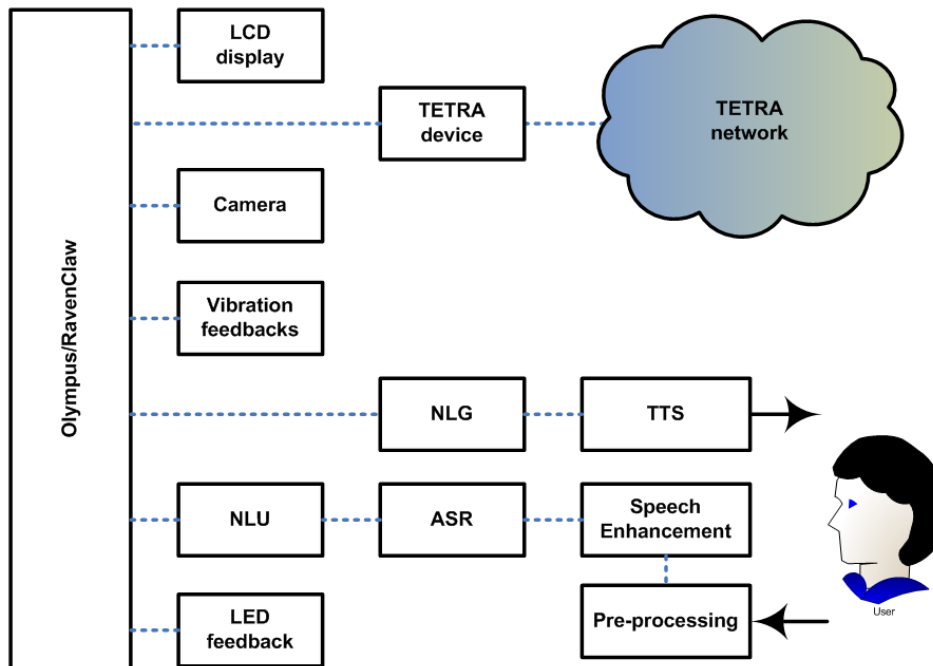 Olympus/RavenClaw
LCD
display
TETRA
device
TETRA
network
Camera
Vibration
feedbacks
NLG
TTS
NLU
ASR
Speech
Enhancement
LED
feedback
Pre-processing
User